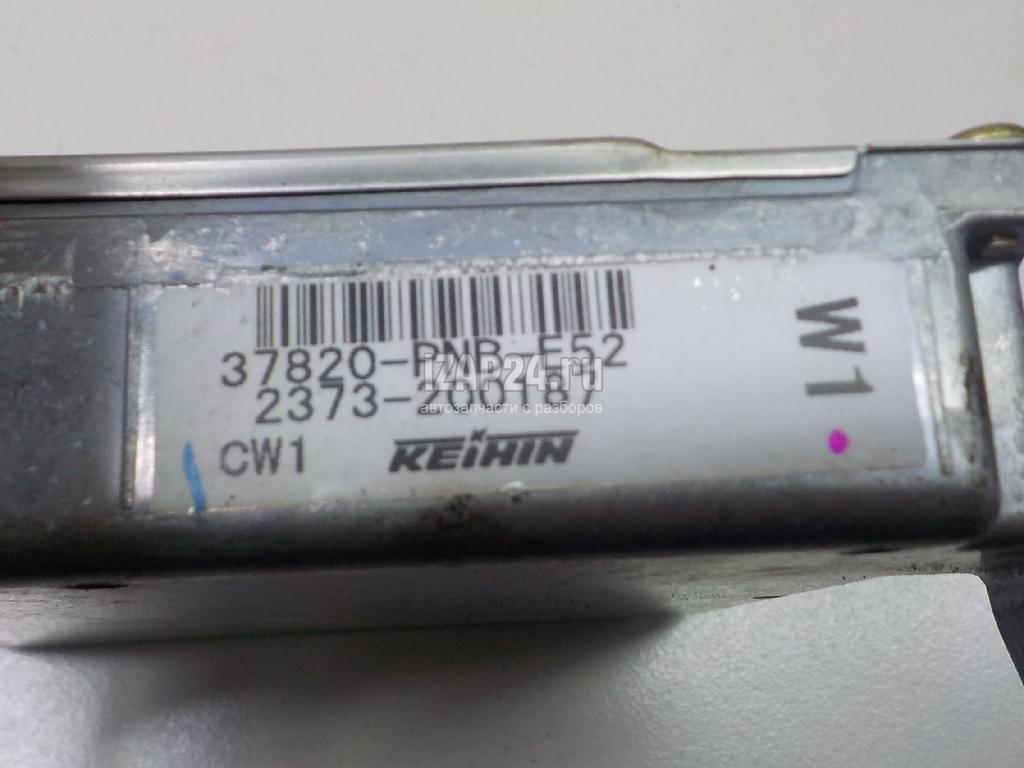 37820-PNB-E52
2373-200187
CW1 KEIHIN
W1
IZAP24.ru
автозапчасти с разборов